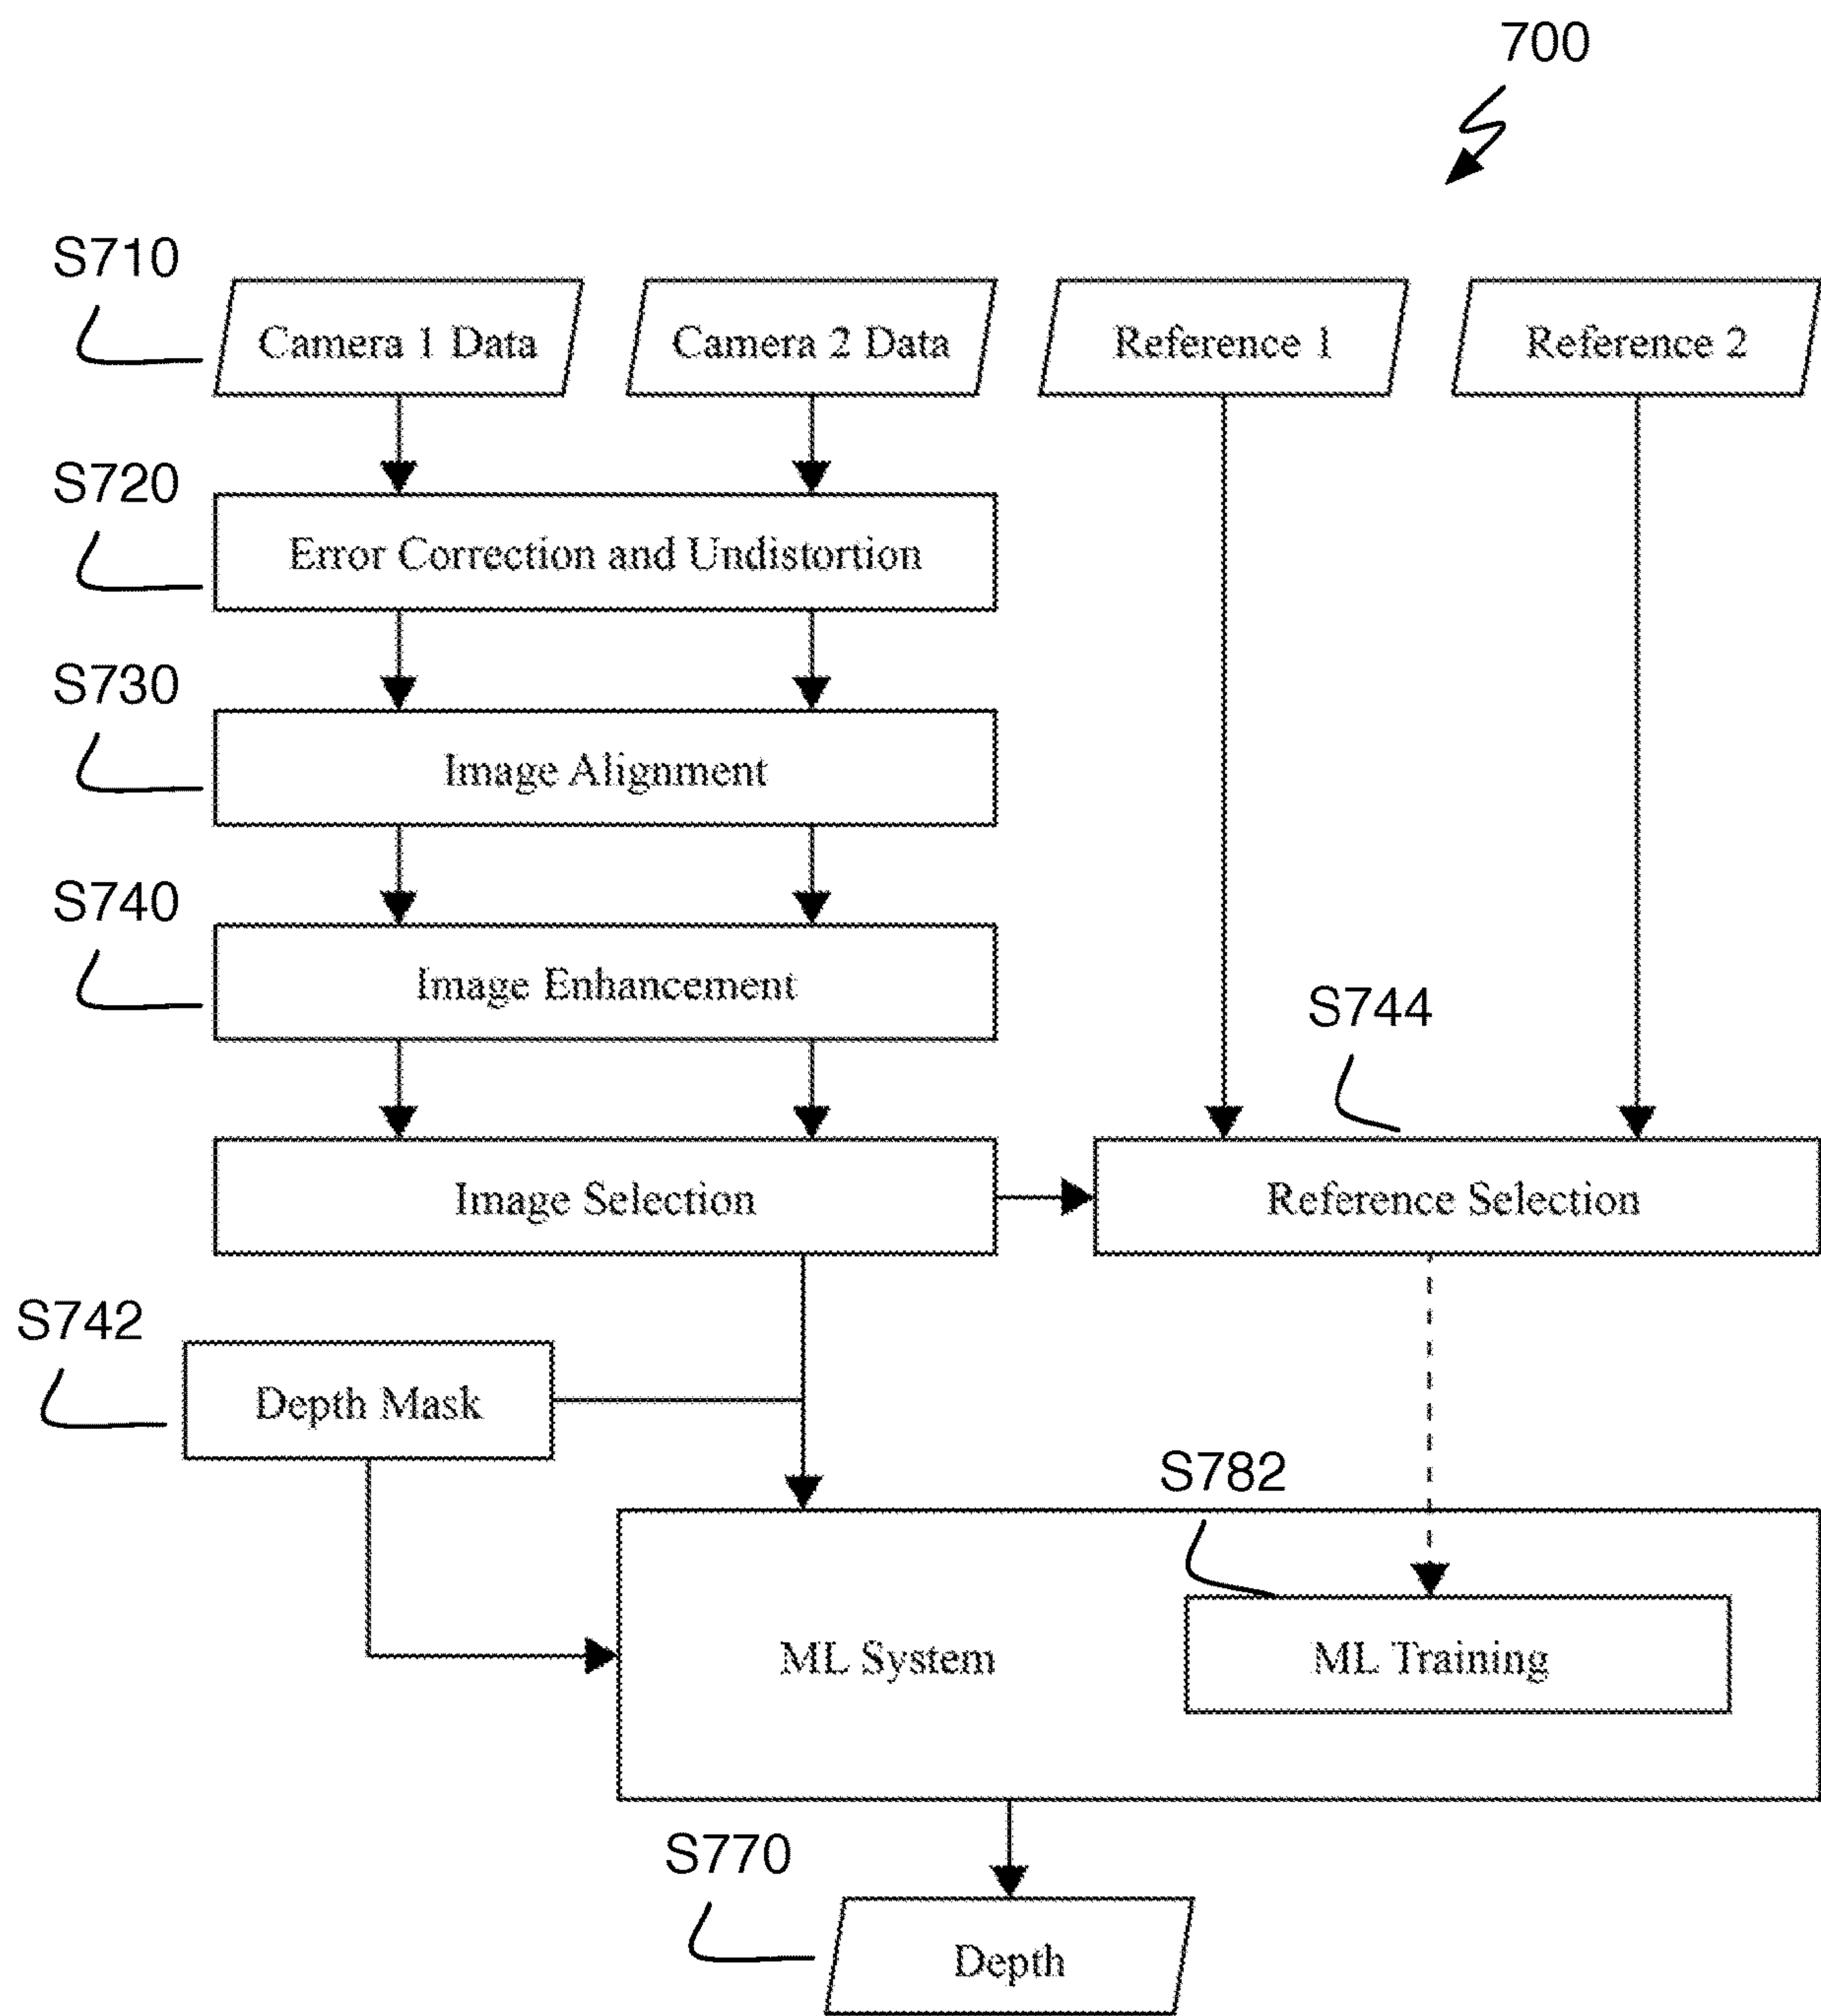 700
S710
Camera 1 Data
Camera 2 Data
Reference 1
Reference 2
S720
Error Correction and Undistortion
S730
Image Alignment
S740
Image Enhancement
S744
Image Selection
Reference Selection
S742
Depth Mask
S782
ML System
ML Training
S770
Depth